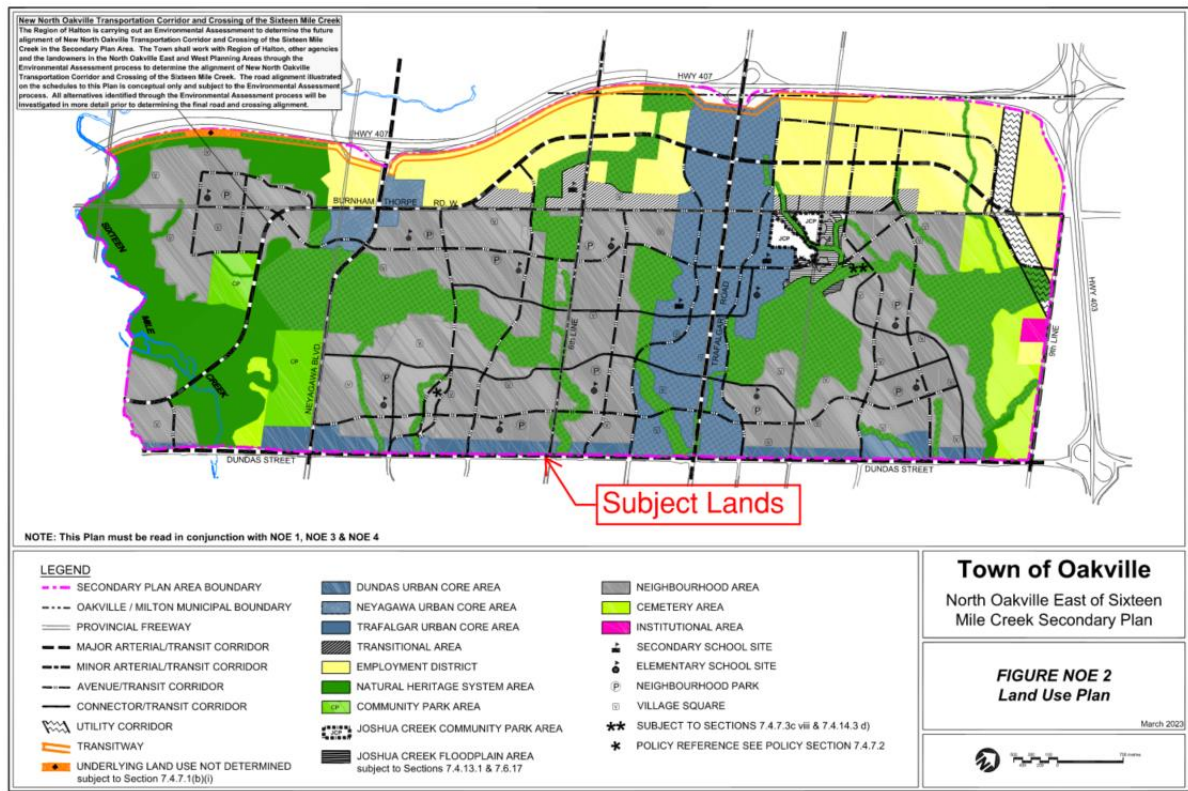 New North Oakville Transportation Corridor and Crossing of the Sixteen Mile Creek
The Region of Halton is carrying out an Environmental Assessmsment to determine the future
alignment of New North Oakville Transportation Corridor and Crossing of the Sixteen Mile
Creek in the Secondary Plan Area. The Town shall work with Region of Halton, other agencies
and the landowners in the North Oakville East and West Planning Areas through the
Environmental Assessment process to determine the alignment of New North Oakville
Transportation Corridor and Crossing of the Sixteen Mile Creek. The road alignment illustrated
on the schedules to this Plan is conceptual only and subject to the Environmental Assessment
process. All alternatives identified through the Environmental Assessment process will be
investigated in more detail prior to determining the final road and crossing alignment.
HWY 407
HWY 407
BURNHAM THORPE RD. W
SIXTEEN
MILE
CREEK
NEYAGAWA BLVD.
6th LINE
TRAFALGAR ROAD
JCP
JCP
CP
CP
9th LINE
HWY 403
DUNDAS STREET
DUNDAS STREET
Subject Lands
NOTE: This Plan must be read in conjunction with NOE 1, NOE 3 & NOE 4
LEGEND
SECONDARY PLAN AREA BOUNDARY
OAKVILLE / MILTON MUNICIPAL BOUNDARY
PROVINCIAL FREEWAY
MAJOR ARTERIAL/TRANSIT CORRIDOR
MINOR ARTERIAL/TRANSIT CORRIDOR
AVENUE/TRANSIT CORRIDOR
CONNECTOR/TRANSIT CORRIDOR
UTILITY CORRIDOR
TRANSITWAY
UNDERLYING LAND USE NOT DETERMINED
subject to Section 7.4.7.1(b)(i)
DUNDAS URBAN CORE AREA
NEYAGAWA URBAN CORE AREA
TRAFALGAR URBAN CORE AREA
TRANSITIONAL AREA
EMPLOYMENT DISTRICT
NATURAL HERITAGE SYSTEM AREA
CP COMMUNITY PARK AREA
JCP JOSHUA CREEK COMMUNITY PARK AREA
JOSHUA CREEK FLOODPLAIN AREA
subject to Sections 7.4.13.1 & 7.6.17
NEIGHBOURHOOD AREA
CEMETERY AREA
INSTITUTIONAL AREA
SECONDARY SCHOOL SITE
ELEMENTARY SCHOOL SITE
P NEIGHBOURHOOD PARK
V VILLAGE SQUARE
** SUBJECT TO SECTIONS 7.4.7.3c viii & 7.4.14.3 d)
* POLICY REFERENCE SEE POLICY SECTION 7.4.7.2
Town of Oakville
North Oakville East of Sixteen
Mile Creek Secondary Plan
FIGURE NOE 2
Land Use Plan
March 2023